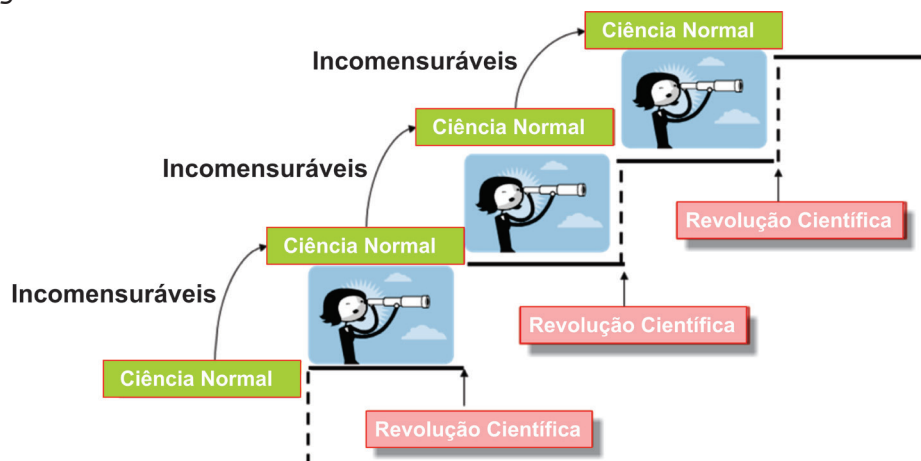 Ciência Normal
Incomensuráveis
Ciência Normal
Revolução Científica
Incomensuráveis
Ciência Normal
Revolução Científica
Incomensuráveis
Ciência Normal
Revolução Científica